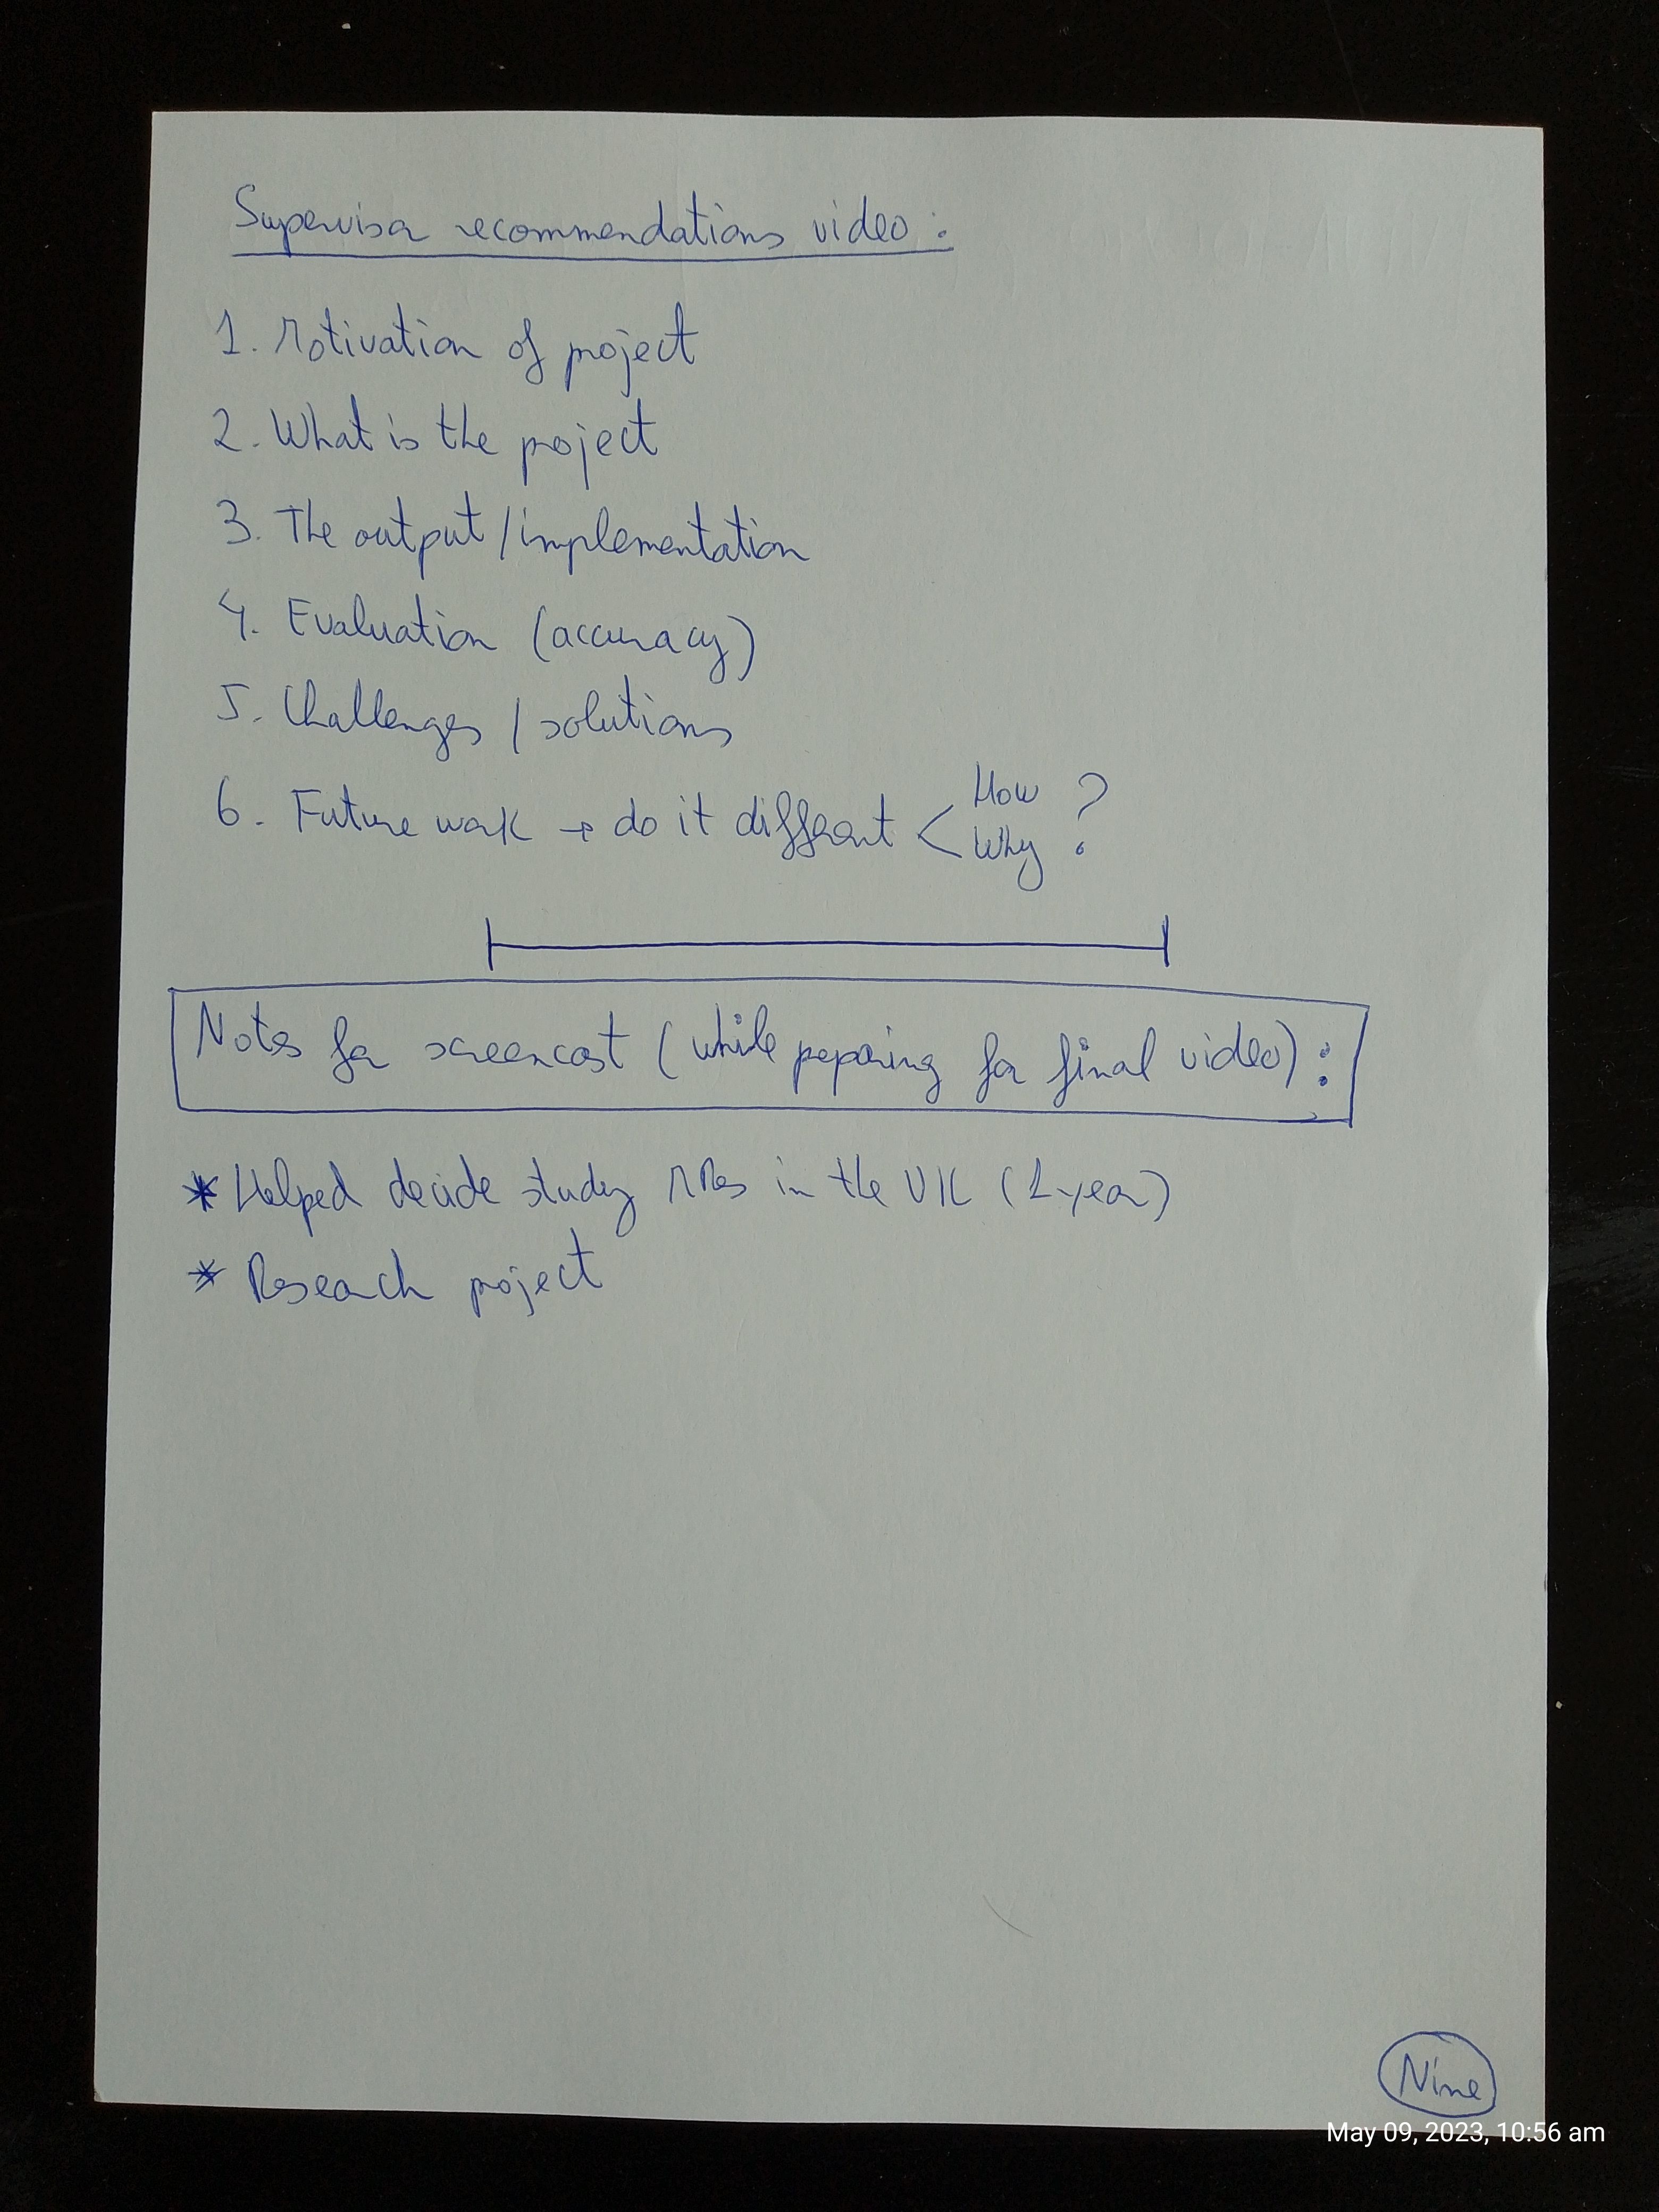 Supervisor recommendations video:
1. Motivation of project
2. What is the project
3. The output / implementation
4. Evaluation (accuracy)
5. Challenges / solutions
6. Future work → do it different < How Why ?
Notes for screencast (while preparing for final video):
* Helped decide study MRes in the UK (1 year)
* Research project
Nine
May 09, 2023, 10:56 am